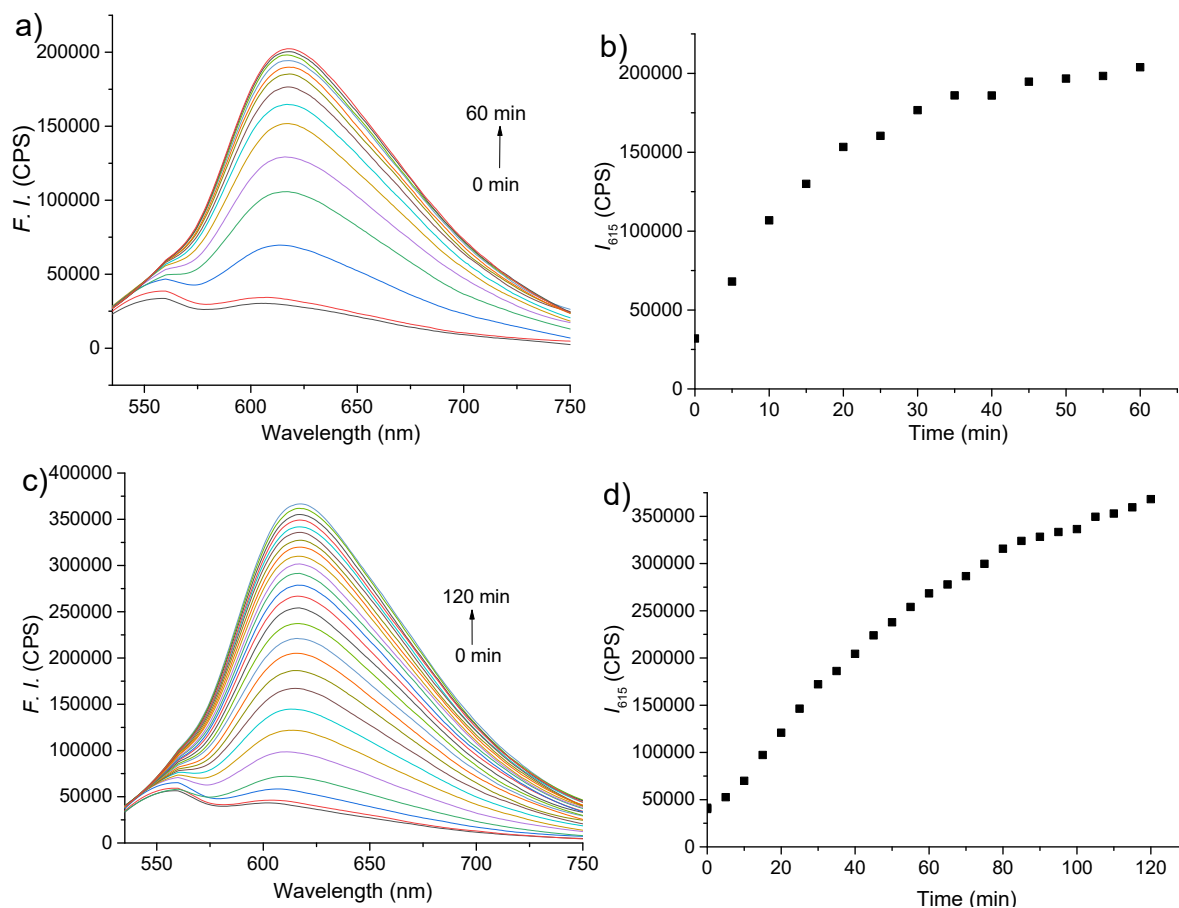 a)
200000
150000
100000
50000
0
F. I. (CPS)
60 min
0 min
550 600 650 700 750
Wavelength (nm)
b)
200000
150000
100000
50000
0
I615 (CPS)
0 10 20 30 40 50 60
Time (min)
c)
400000
350000
300000
250000
200000
150000
100000
50000
0
F. I. (CPS)
120 min
0 min
550 600 650 700 750
Wavelength (nm)
d)
350000
300000
250000
200000
150000
100000
50000
0
I615 (CPS)
0 20 40 60 80 100 120
Time (min)